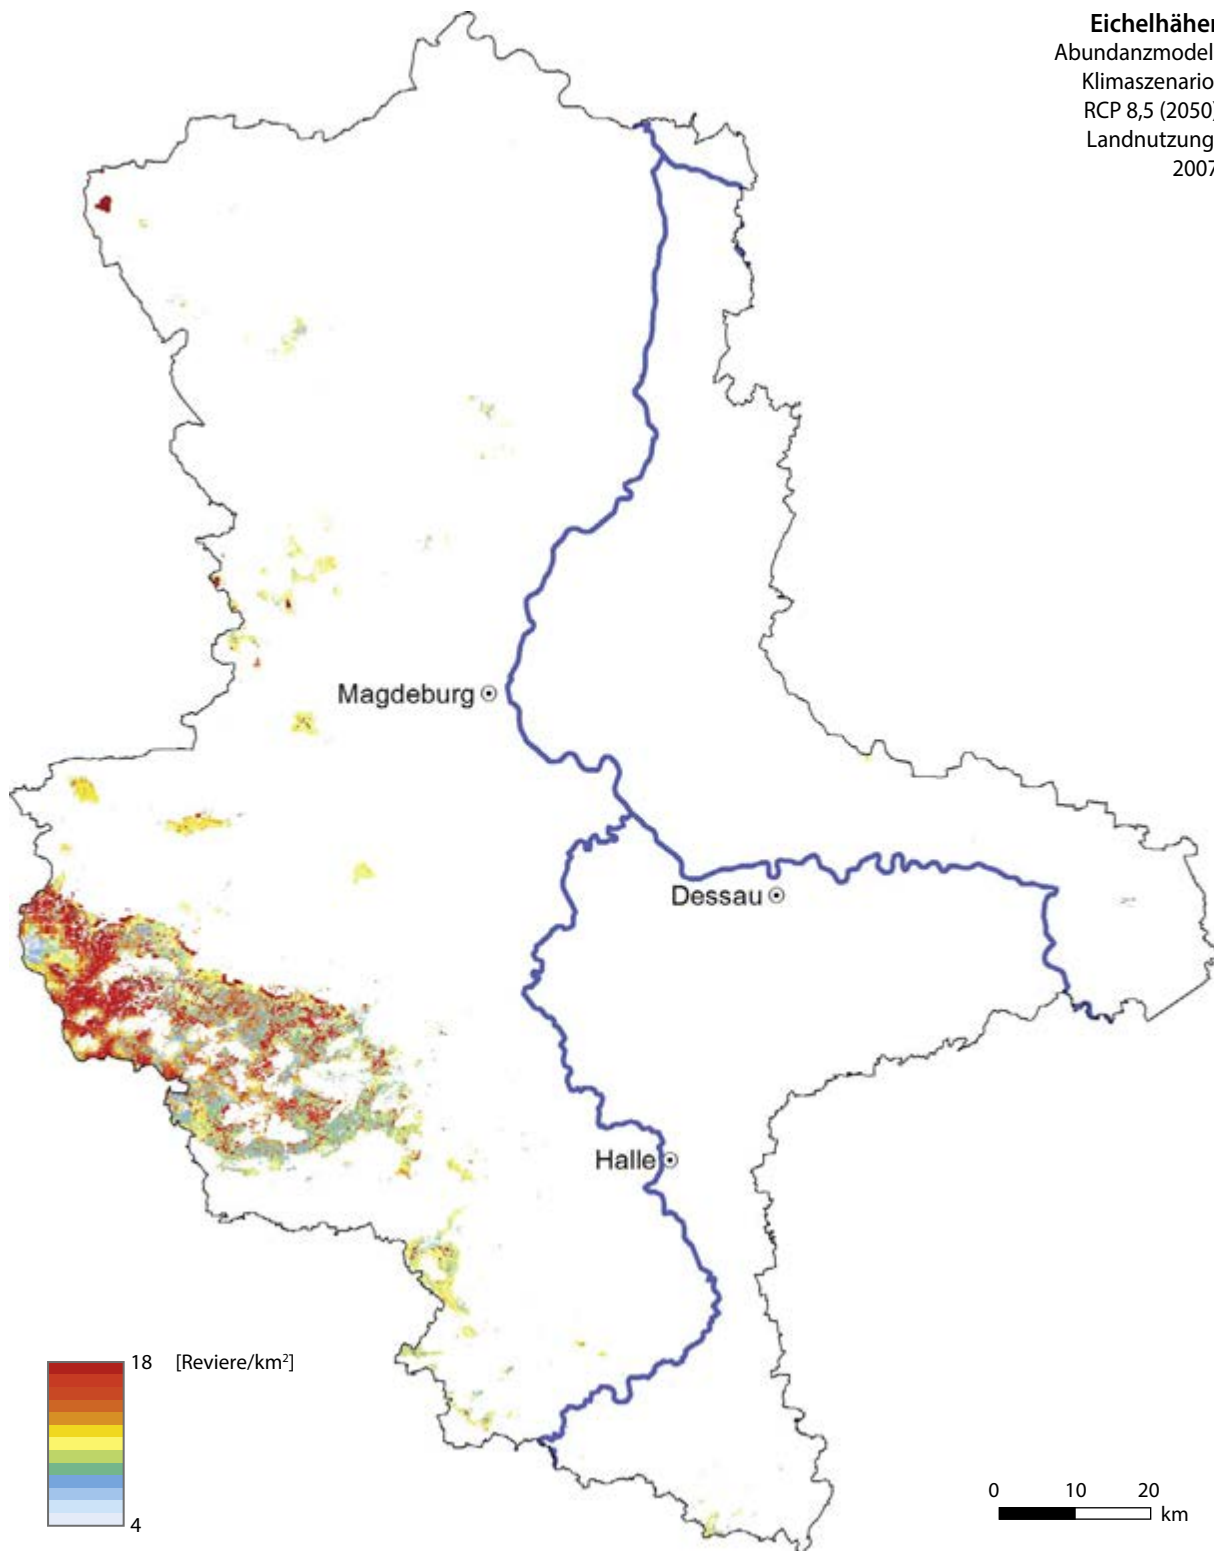 Eichelhäher
Abundanzmodell
Klimaszenario
RCP 8,5 (2050)
Landnutzung
2007
Magdeburg
Dessau
Halle
18 [Reviere/km²]
4
0 10 20
km